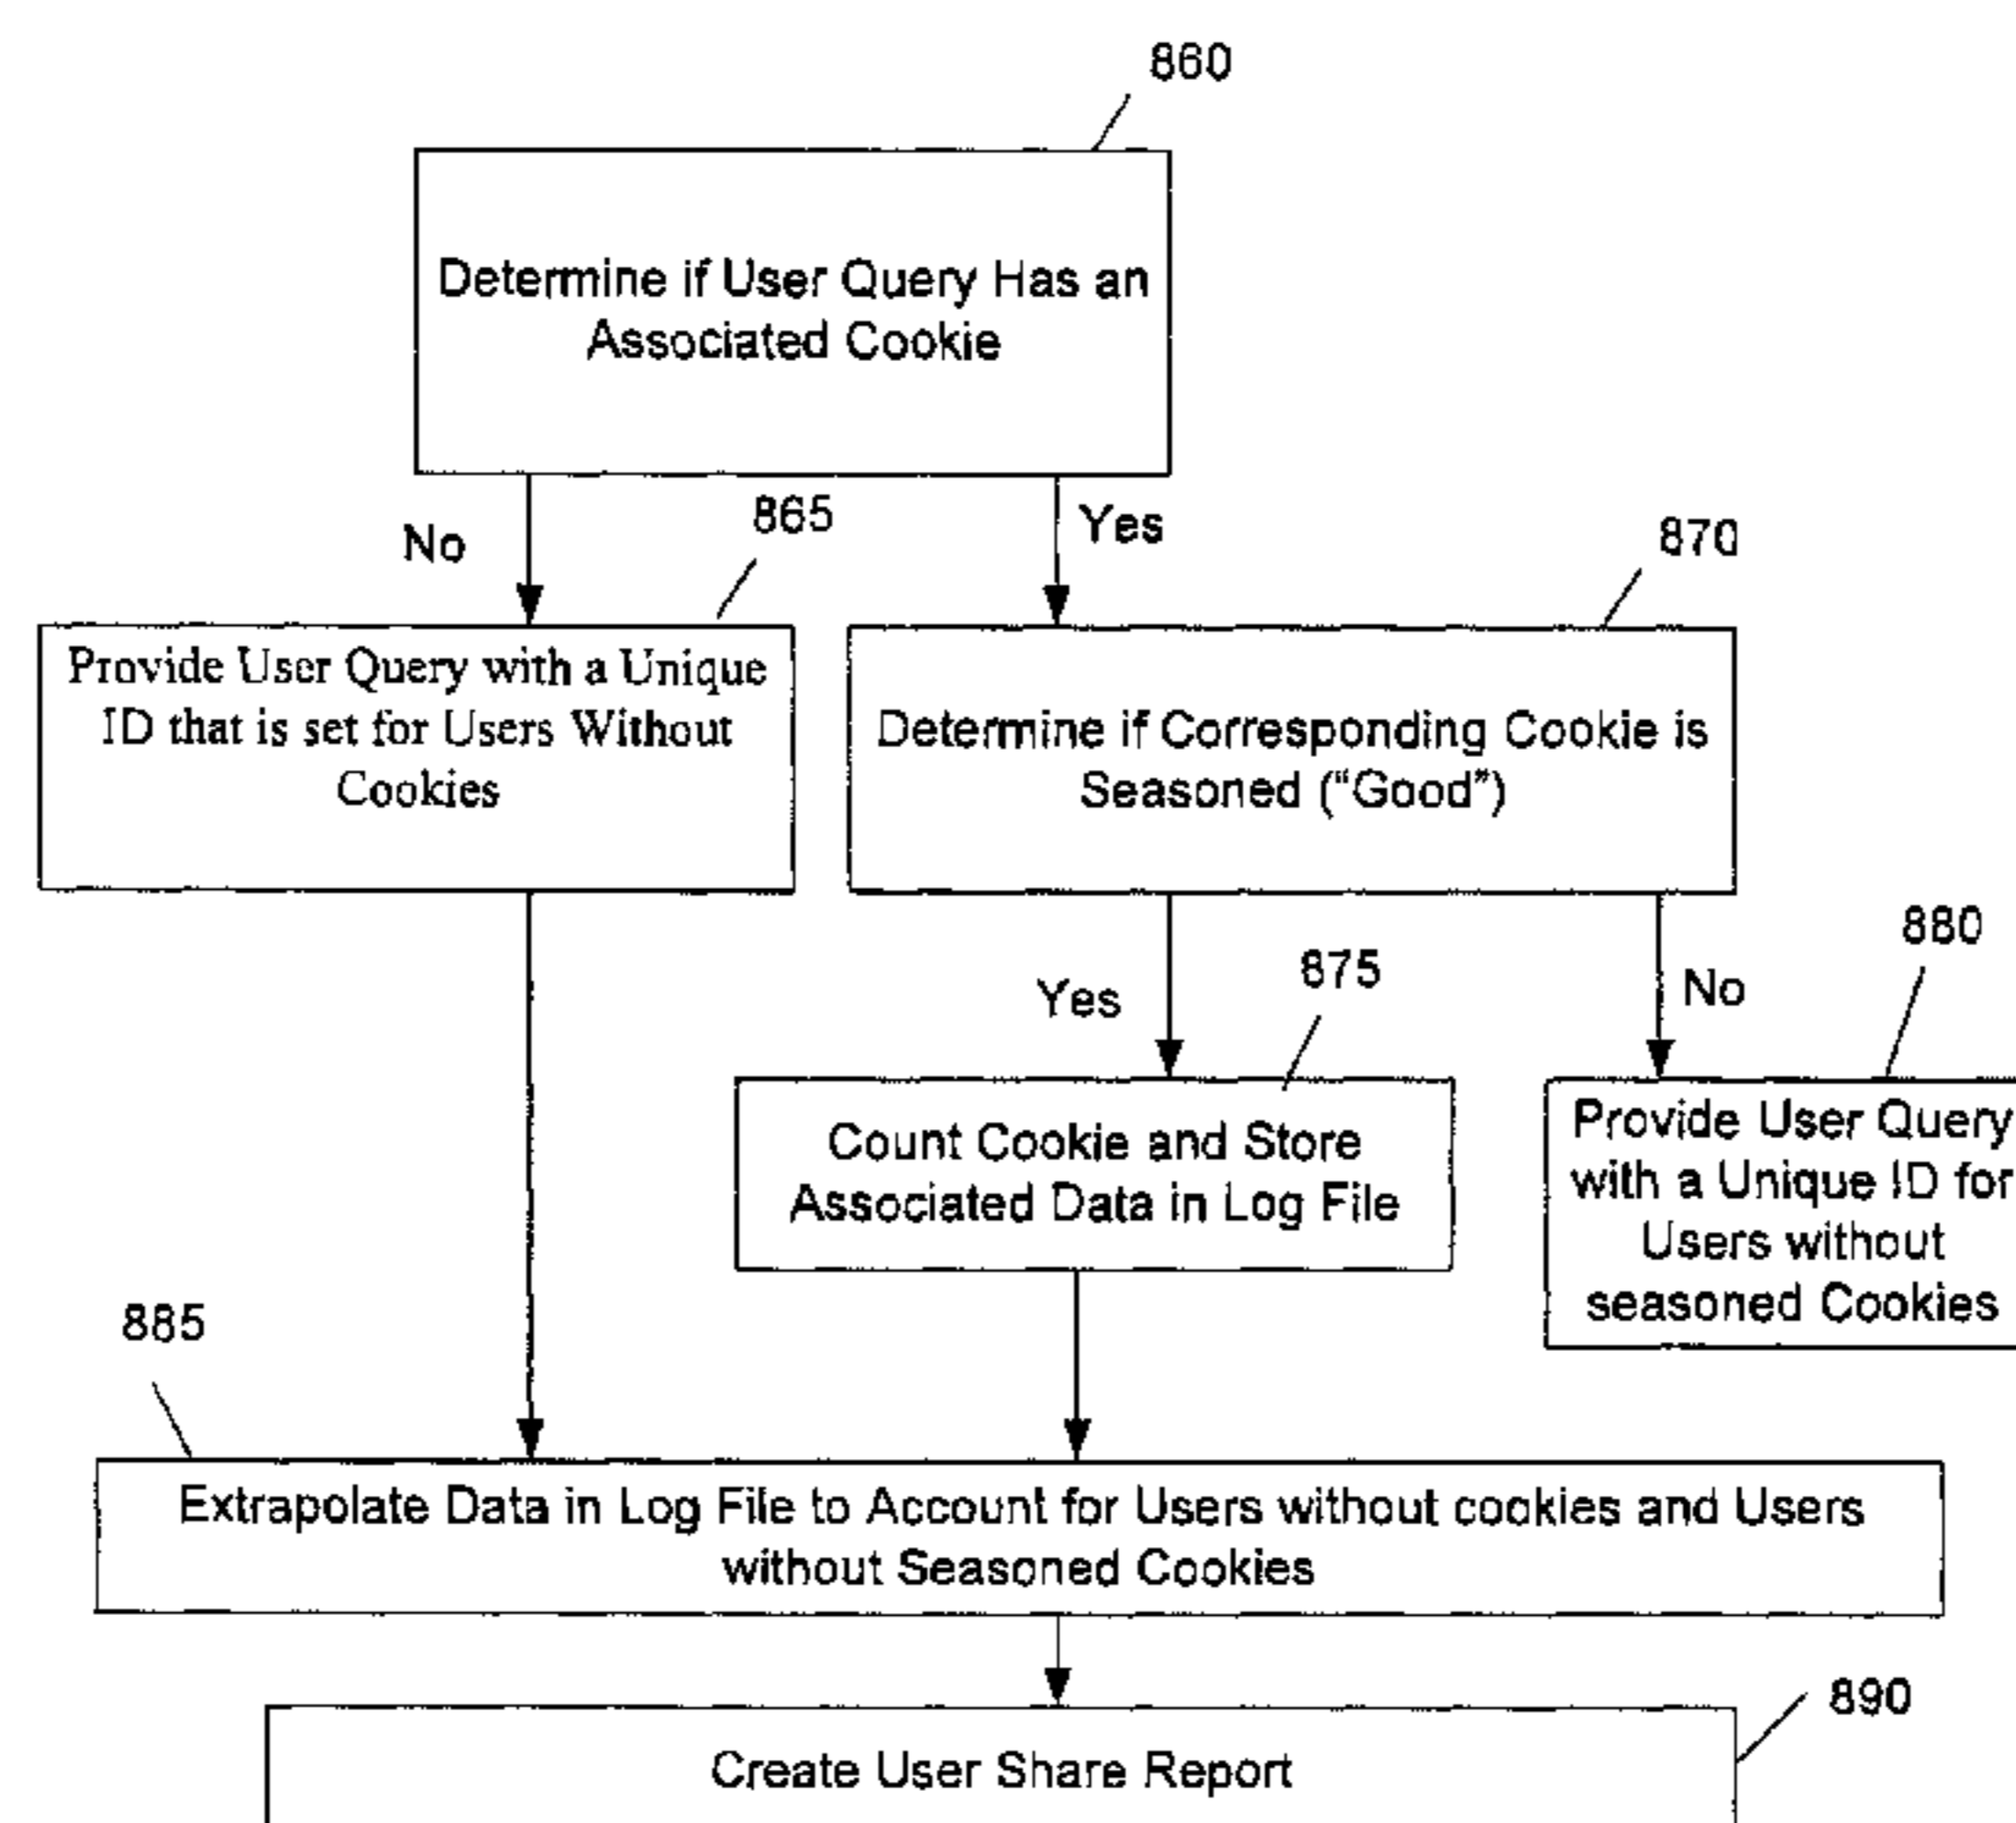 860
Determine if User Query Has an
Associated Cookie
No
865
Yes
870
Provide User Query with a Unique
ID that is set for Users Without
Cookies
Determine if Corresponding Cookie is
Seasoned ("Good")
Yes
875
No
880
Count Cookie and Store
Associated Data in Log File
Provide User Query
with a Unique ID for
Users without
seasoned Cookies
885
Extrapolate Data in Log File to Account for Users without cookies and Users
without Seasoned Cookies
890
Create User Share Report